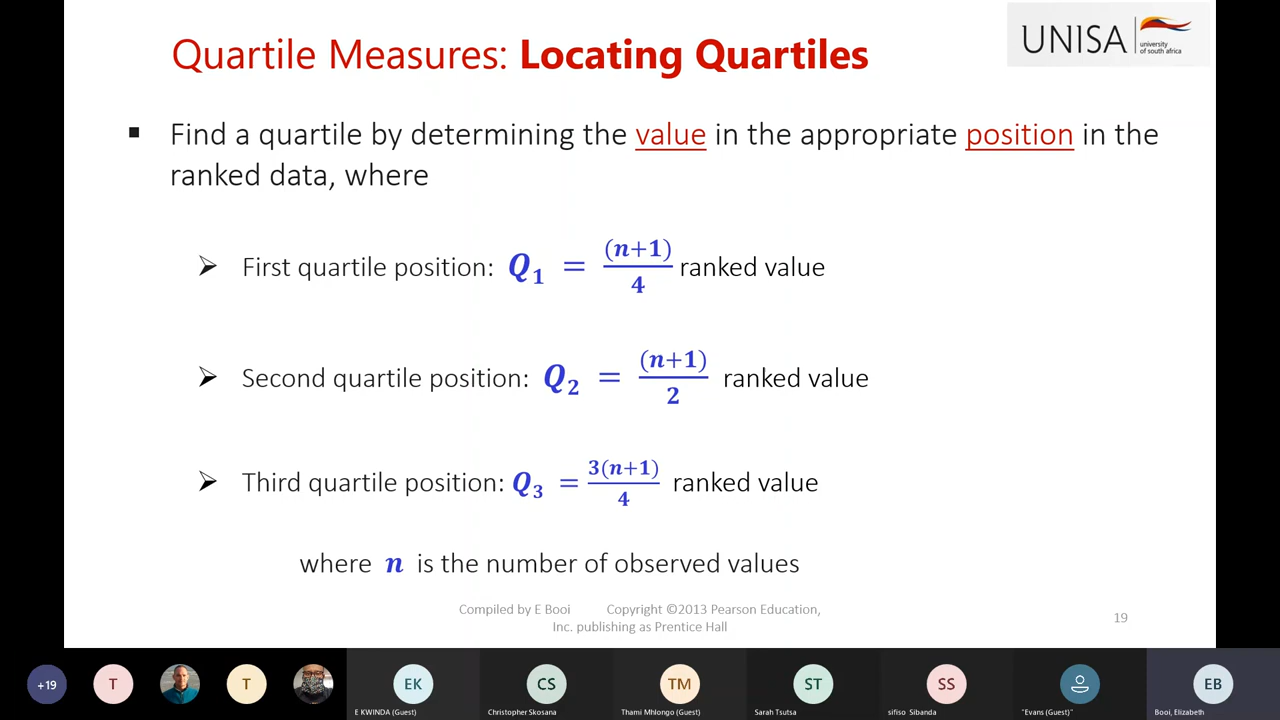 Quartile Measures: Locating Quartiles
UNISA
university
of south africa
▪ Find a quartile by determining the value in the appropriate position in the
ranked data, where
➢ First quartile position: Q₁ = (n+1)/4 ranked value
➢ Second quartile position: Q₂ = (n+1)/2 ranked value
➢ Third quartile position: Q₃ = 3(n+1)/4 ranked value
where n is the number of observed values
Compiled by E Booi Copyright ©2013 Pearson Education,
Inc. publishing as Prentice Hall
19
+19 T T EK CS TM ST SS EB
E KWINDA (Guest) Christopher Skosana Thami Mhlongo (Guest) Sarah Tsutsa sifiso Sibanda "Evans (Guest)" Booi, Elizabeth